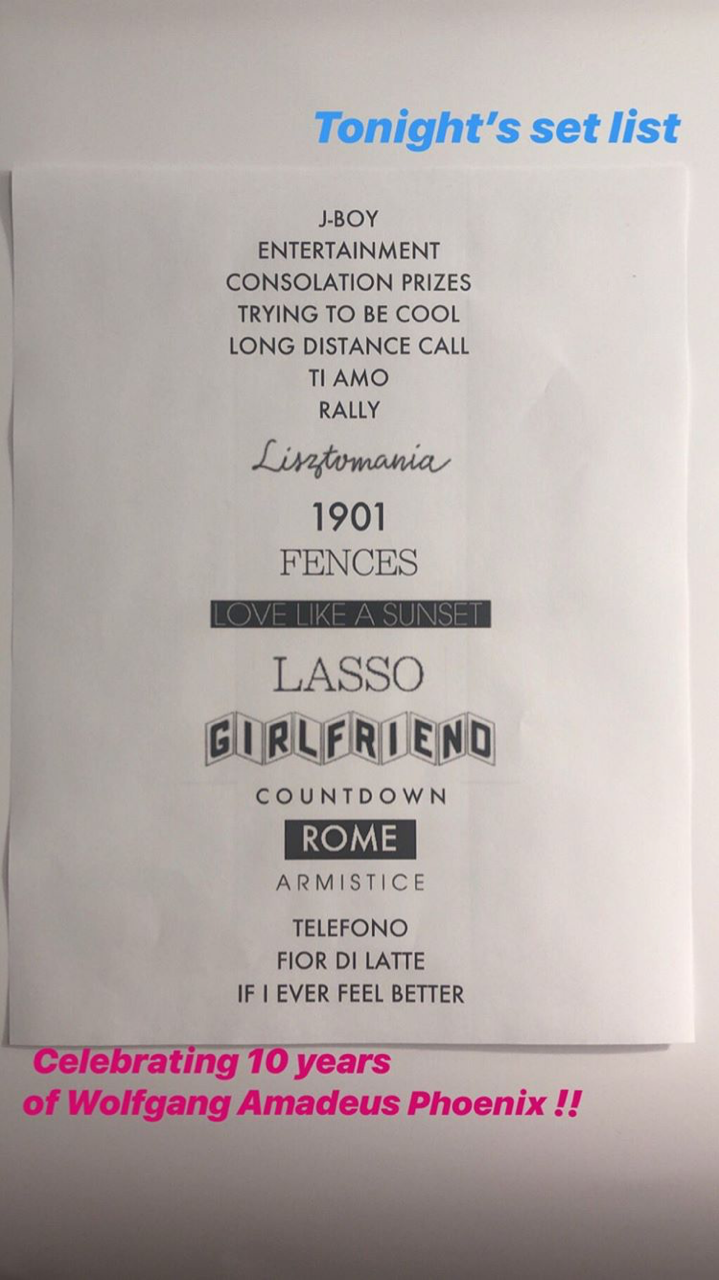 Tonight's set list
J-BOY
ENTERTAINMENT
CONSOLATION PRIZES
TRYING TO BE COOL
LONG DISTANCE CALL
TI AMO
RALLY
Lisztomania
1901
FENCES
LOVE LIKE A SUNSET
LASSO
GIRLFRIEND
COUNTDOWN
ROME
ARMISTICE
TELEFONO
FIOR DI LATTE
IF I EVER FEEL BETTER
Celebrating 10 years
of Wolfgang Amadeus Phoenix !!